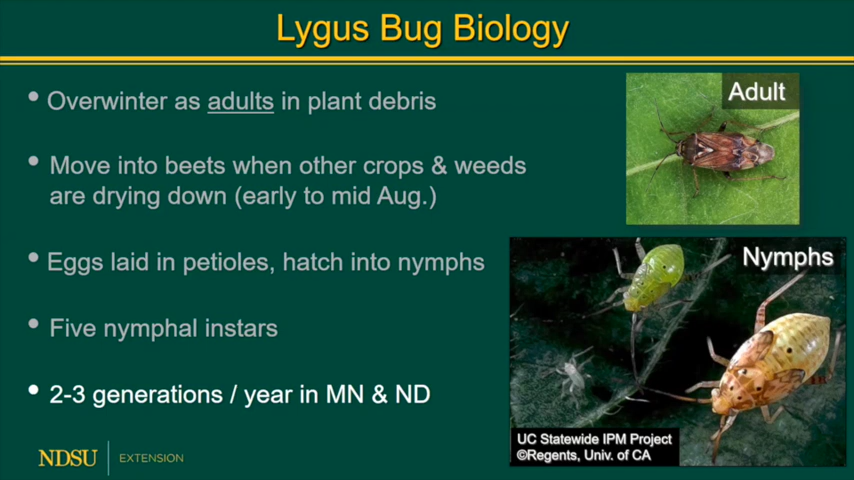 Lygus Bug Biology
• Overwinter as adults in plant debris
• Move into beets when other crops & weeds
are drying down (early to mid Aug.)
• Eggs laid in petioles, hatch into nymphs
• Five nymphal instars
• 2-3 generations / year in MN & ND
Adult
Nymphs
UC Statewide IPM Project
©Regents, Univ. of CA
NDSU EXTENSION